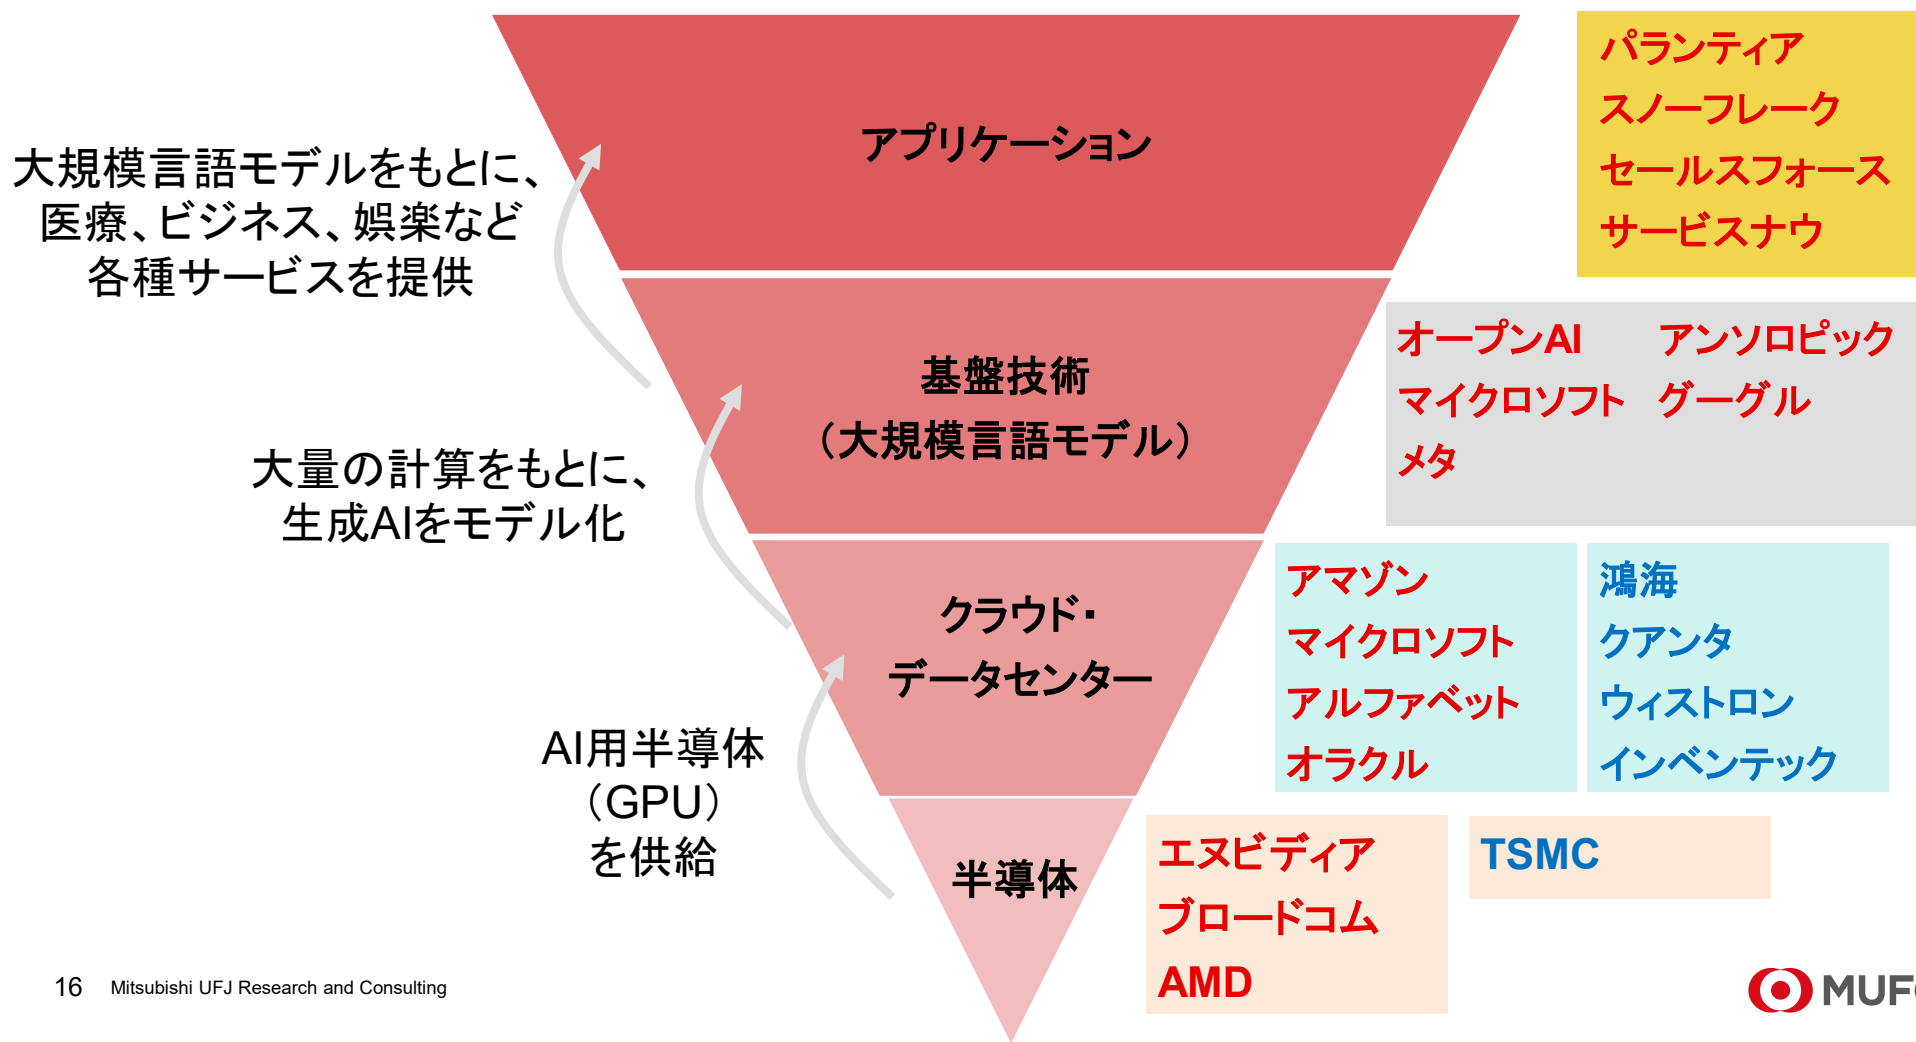 アプリケーション
大規模言語モデルをもとに、
医療、ビジネス、娯楽など
各種サービスを提供
パランティア
スノーフレーク
セールスフォース
サービスナウ
基盤技術
（大規模言語モデル）
大量の計算をもとに、
生成AIをモデル化
オープンAI アンソロピック
マイクロソフト グーグル
メタ
クラウド・
データセンター
AI用半導体
（GPU）
を供給
アマゾン
マイクロソフト
アルファベット
オラクル
鴻海
クアンタ
ウィストロン
インベンテック
半導体
エヌビディア
ブロードコム
AMD
TSMC
16 Mitsubishi UFJ Research and Consulting